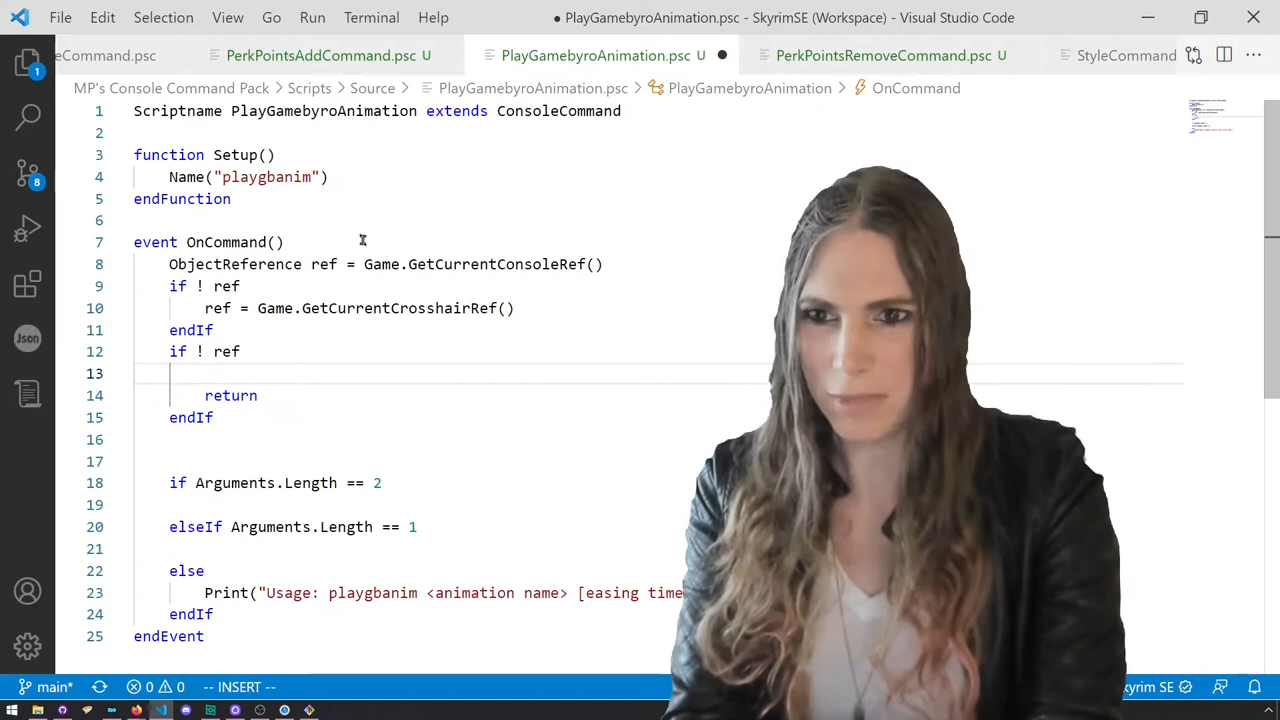 File Edit Selection View Go Run Terminal Help
● PlayGamebyroAnimation.psc - SkyrimSE (Workspace) - Visual Studio Code
eCommand.psc PerkPointsAddCommand.psc U PlayGamebyroAnimation.psc U ● PerkPointsRemoveCommand.psc U StyleCommand
MP's Console Command Pack > Scripts > Source > PlayGamebyroAnimation.psc > PlayGamebyroAnimation > OnCommand
1 Scriptname PlayGamebyroAnimation extends ConsoleCommand
2
3 function Setup()
4 Name("playgbanim")
5 endFunction
6
7 event OnCommand()
8 ObjectReference ref = Game.GetCurrentConsoleRef()
9 if ! ref
10 ref = Game.GetCurrentCrosshairRef()
11 endIf
12 if ! ref
13
14 return
15 endIf
16
17
18 if Arguments.Length == 2
19
20 elseIf Arguments.Length == 1
21
22 else
23 Print("Usage: playgbanim <animation name> [easing time
24 endIf
25 endEvent
1
8
Json
main* 0 0 -- INSERT -- kyrim SE